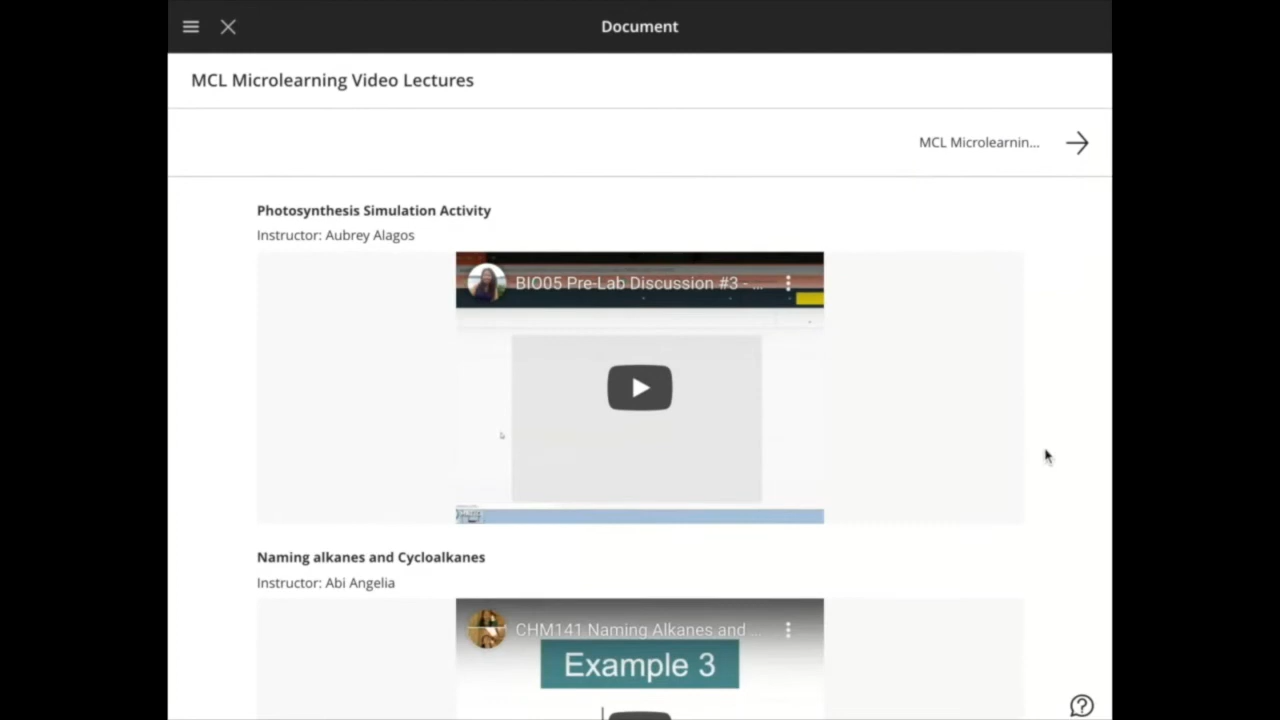 Document
MCL Microlearning Video Lectures
MCL Microlearnin...
Photosynthesis Simulation Activity
Instructor: Aubrey Alagos
BIO05 Pre-Lab Discussion #3 - ...
Naming alkanes and Cycloalkanes
Instructor: Abi Angelia
CHM141 Naming Alkanes and ...
Example 3